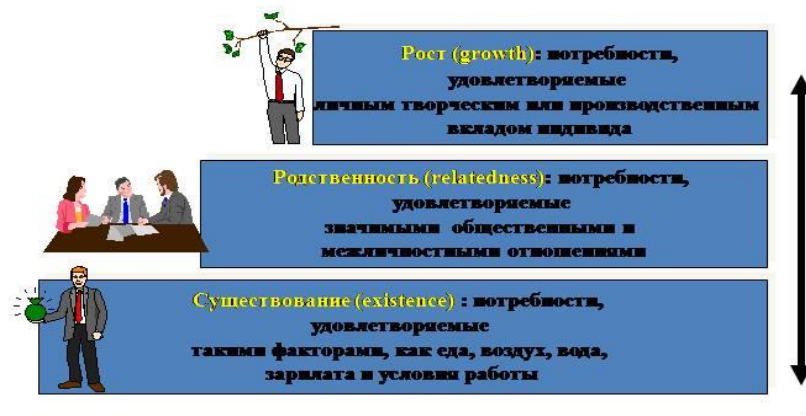 Рост (growth): потребности,
удовлетворяемые
личным творческим или производственным
вкладом индивида
Родственность (relatedness): потребности,
удовлетворяемые
значимыми общественными и
межличностными отношениями
Существование (existence) : потребности,
удовлетворяемые
такими факторами, как еда, воздух, вода,
зарплата и условия работы